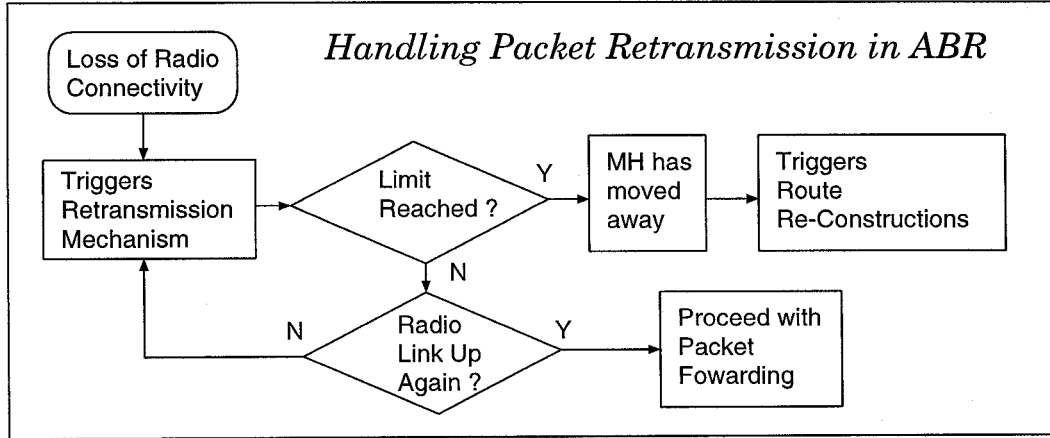 Handling Packet Retransmission in ABR
Loss of Radio
Connectivity
Triggers
Retransmission
Mechanism
Limit
Reached ?
Y
MH has
moved
away
Triggers
Route
Re-Constructions
N
Radio
Link Up
Again ?
N
Y
Proceed with
Packet
Fowarding